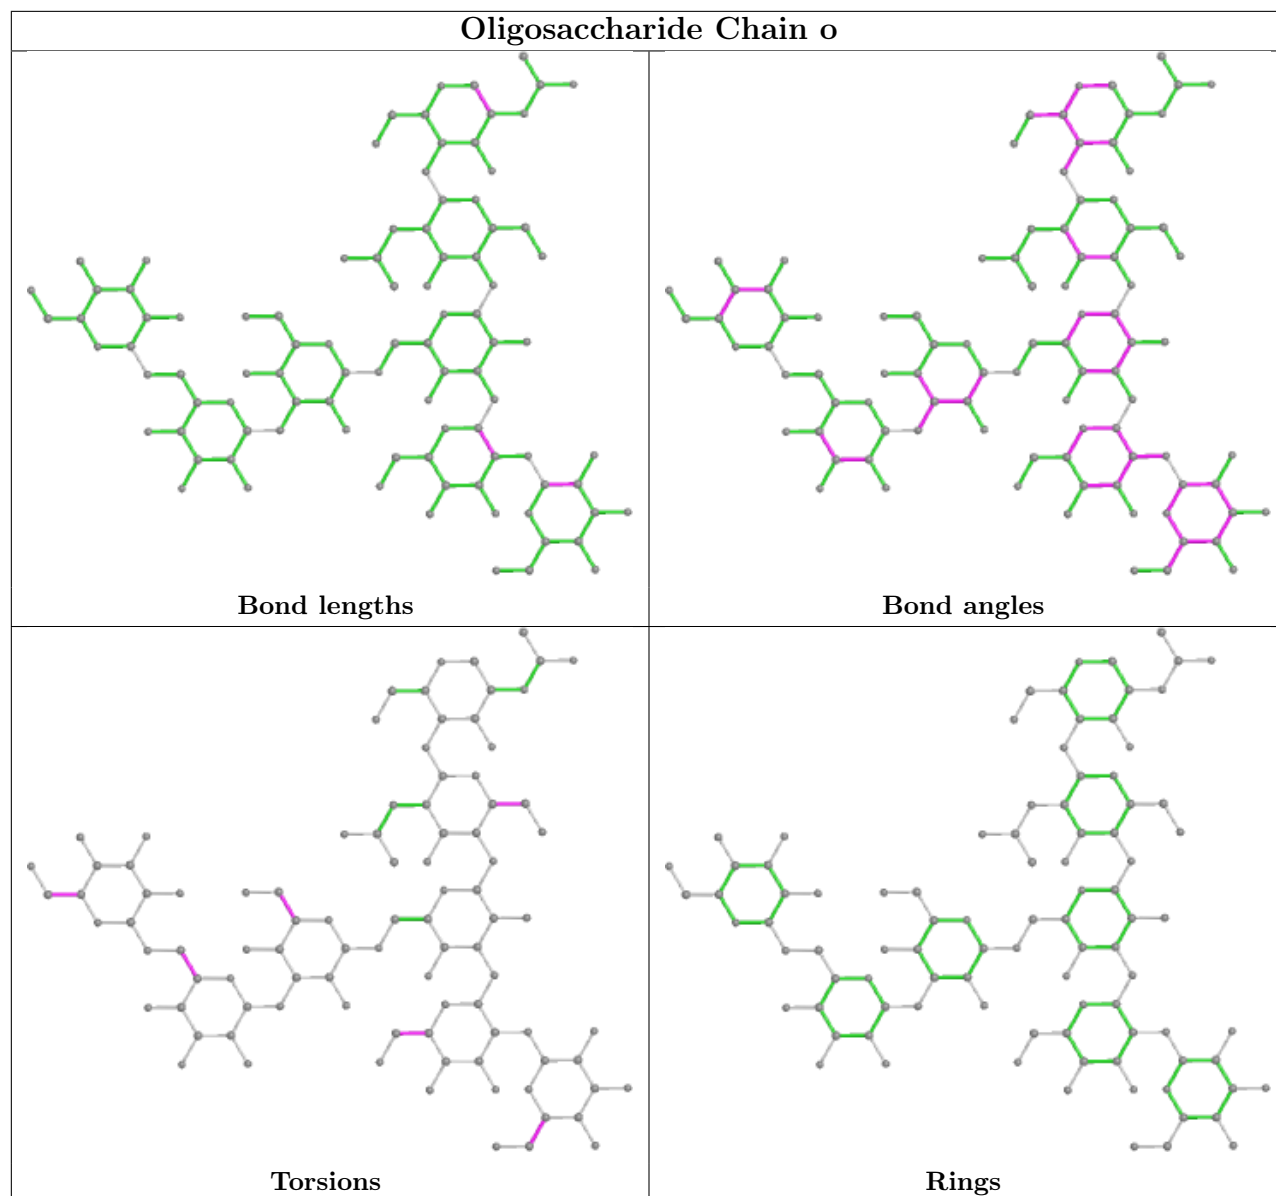 Oligosaccharide Chain o
Bond lengths
Bond angles
Torsions
Rings